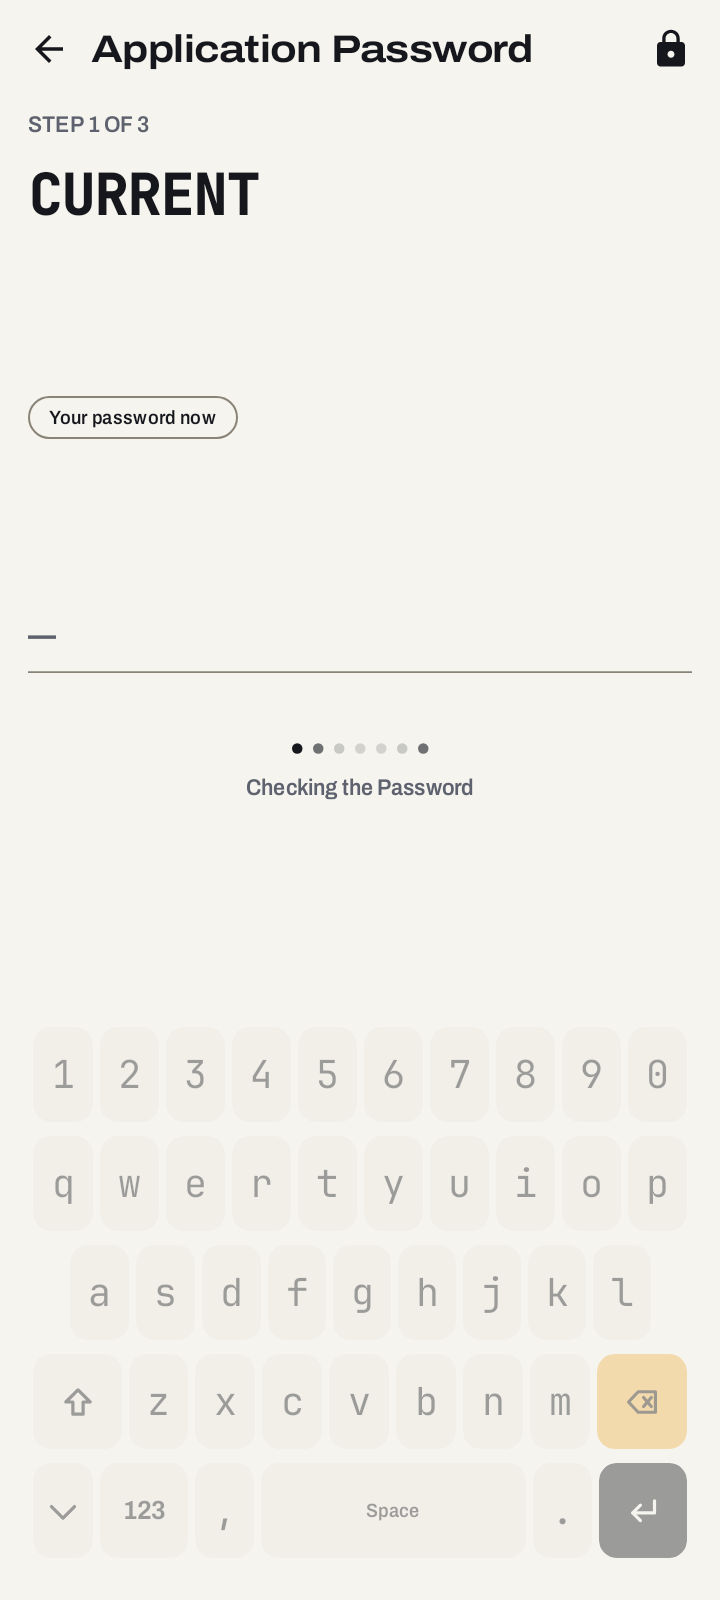 Application Password
STEP 1 OF 3
CURRENT
Your password now
Checking the Password
1 2 3 4 5 6 7 8 9 0
q w e r t y u i o p
a s d f g h j k l
z x c v b n m
123 , Space .